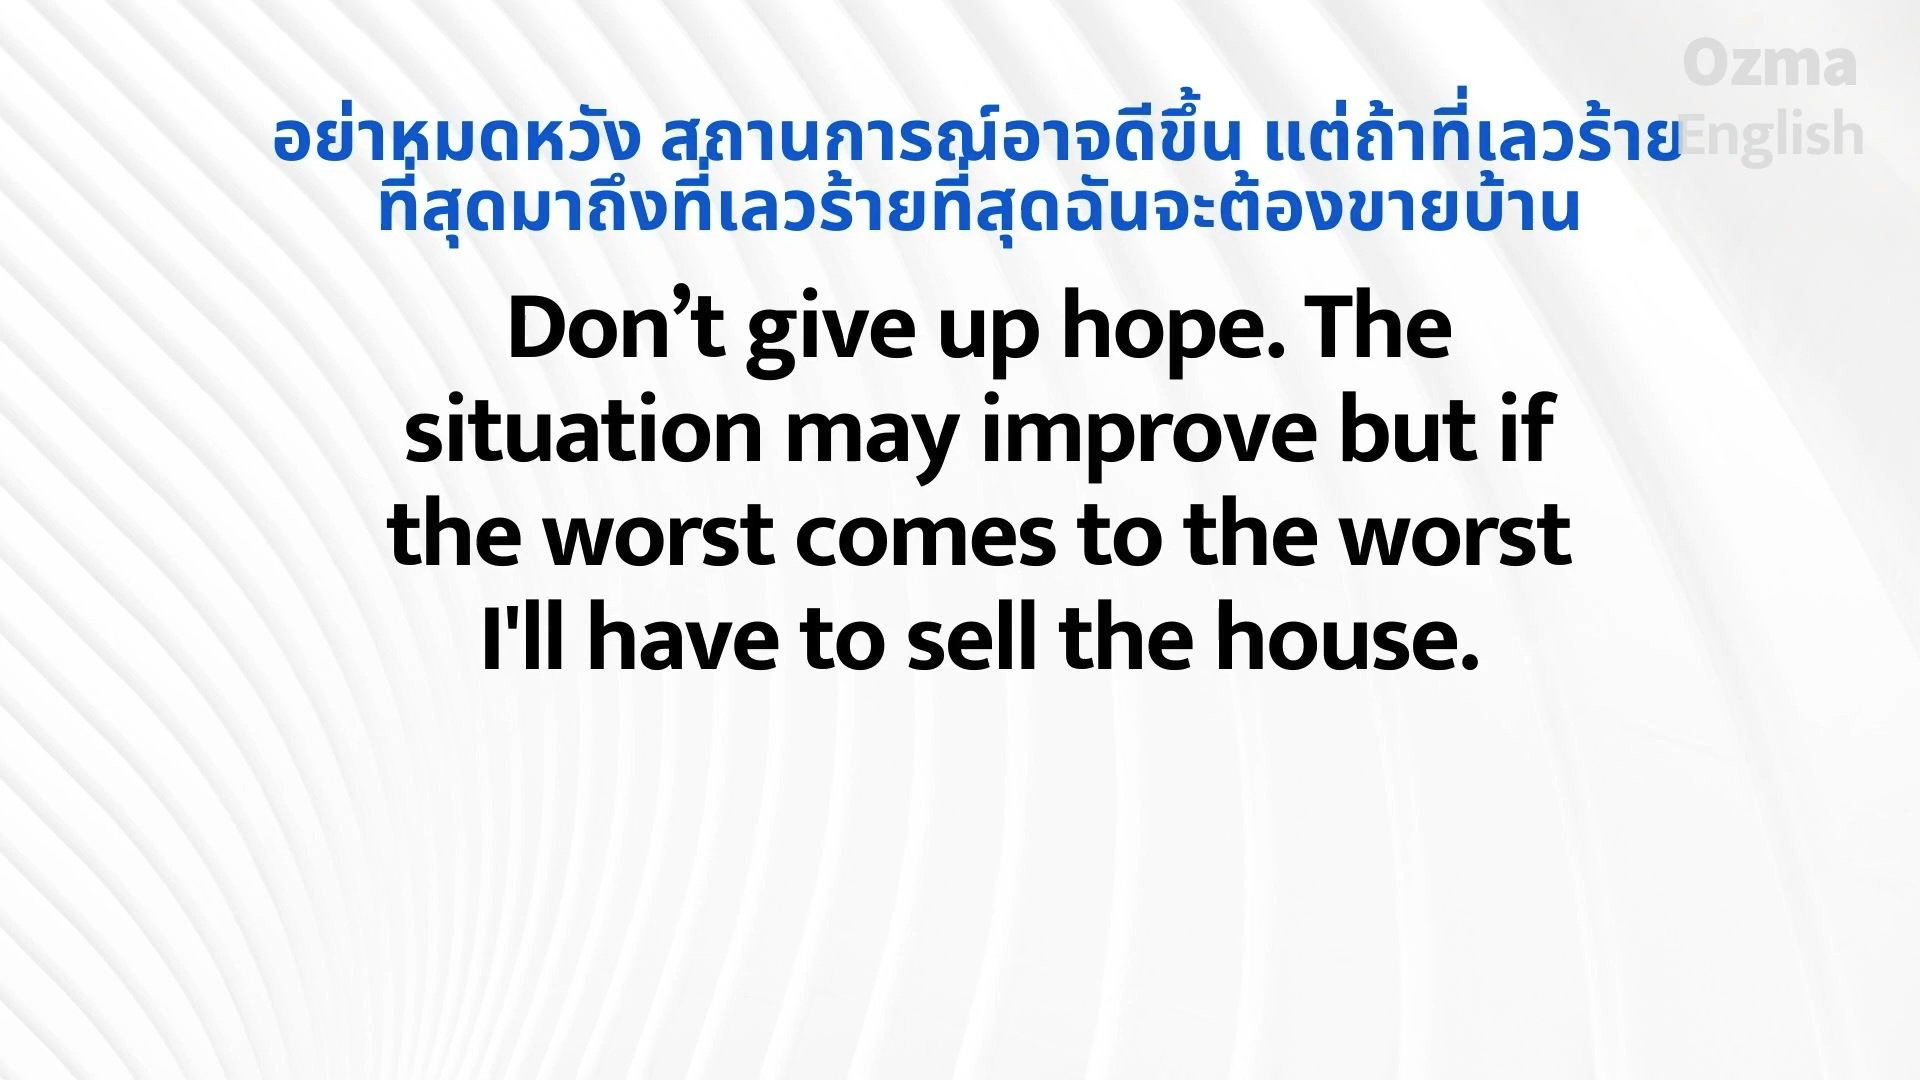 Ozma
English
อย่าหมดหวัง สถานการณ์อาจดีขึ้น แต่ถ้าที่เลวร้าย
ที่สุดมาถึงที่เลวร้ายที่สุดฉันจะต้องขายบ้าน
Don’t give up hope. The
situation may improve but if
the worst comes to the worst
I'll have to sell the house.